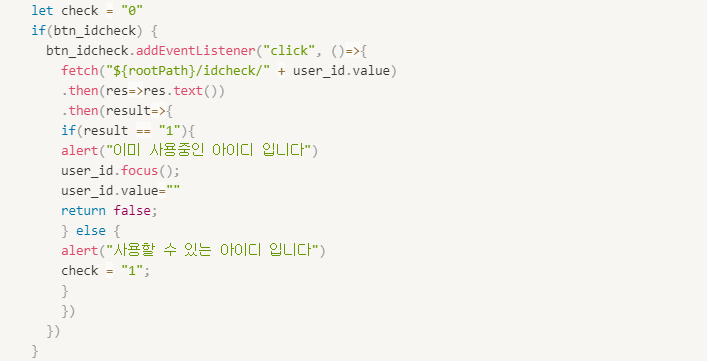 let check = "0"
if(btn_idcheck) {
btn_idcheck.addEventListener("click", ()=>{
fetch("${rootPath}/idcheck/" + user_id.value)
.then(res=>res.text())
.then(result=>{
if(result == "1"){
alert("이미 사용중인 아이디 입니다")
user_id.focus();
user_id.value=""
return false;
} else {
alert("사용할 수 있는 아이디 입니다")
check = "1";
}
})
})
}